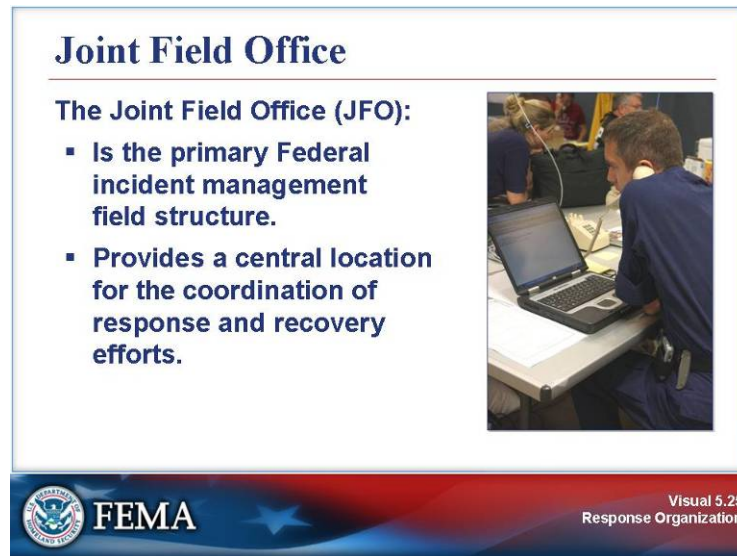 Joint Field Office
The Joint Field Office (JFO):
▪ Is the primary Federal
incident management
field structure.
▪ Provides a central location
for the coordination of
response and recovery
efforts.
FEMA
Visual 5.2
Response Organization